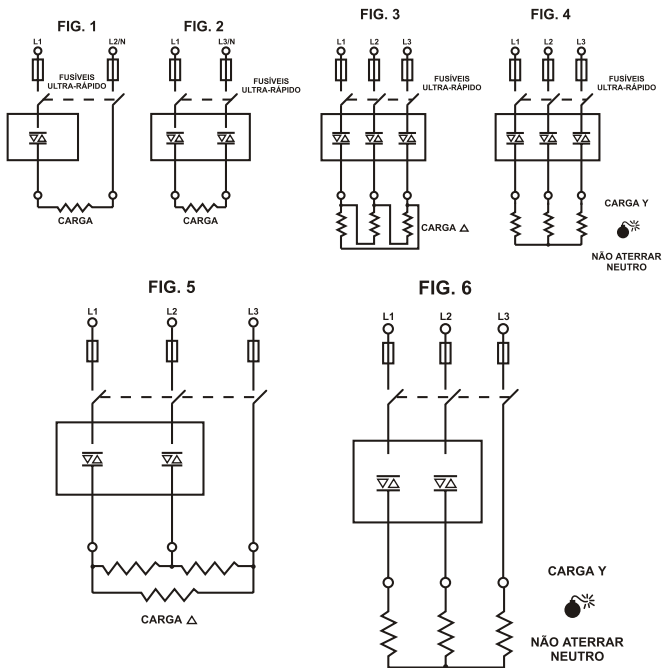 FIG. 1
L1
L2/N
FUSÍVEIS
ULTRA-RÁPIDO
CARGA
FIG. 2
L1
L3/N
FUSÍVEIS
ULTRA-RÁPIDO
CARGA
FIG. 3
L1
L2
L3
FUSÍVEIS
ULTRA-RÁPIDO
CARGA △
FIG. 4
L1
L2
L3
FUSÍVEIS
ULTRA-RÁPIDO
CARGA Y
NÃO ATERRAR
NEUTRO
FIG. 5
L1
L2
L3
CARGA △
FIG. 6
L1
L2
L3
CARGA Y
NÃO ATERRAR
NEUTRO